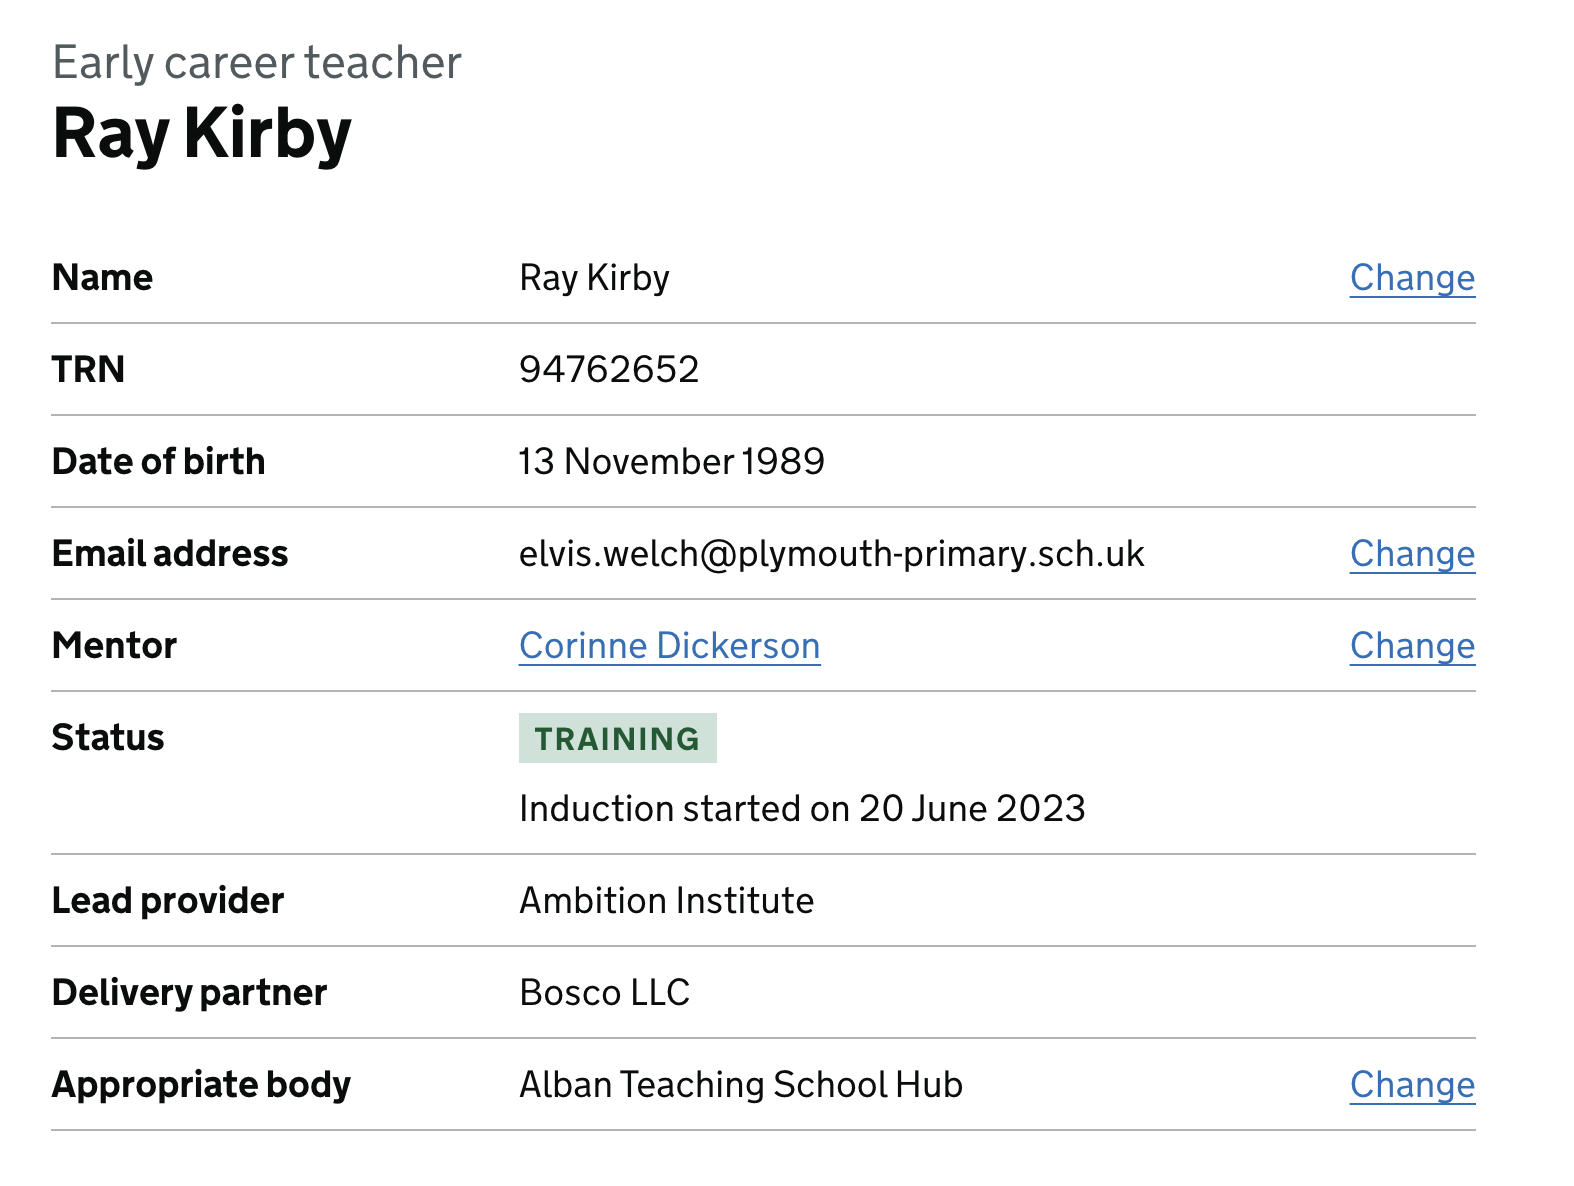 Early career teacher
Ray Kirby
Name Ray Kirby Change
TRN 94762652
Date of birth 13 November 1989
Email address elvis.welch@plymouth-primary.sch.uk Change
Mentor Corinne Dickerson Change
Status TRAINING
Induction started on 20 June 2023
Lead provider Ambition Institute
Delivery partner Bosco LLC
Appropriate body Alban Teaching School Hub Change